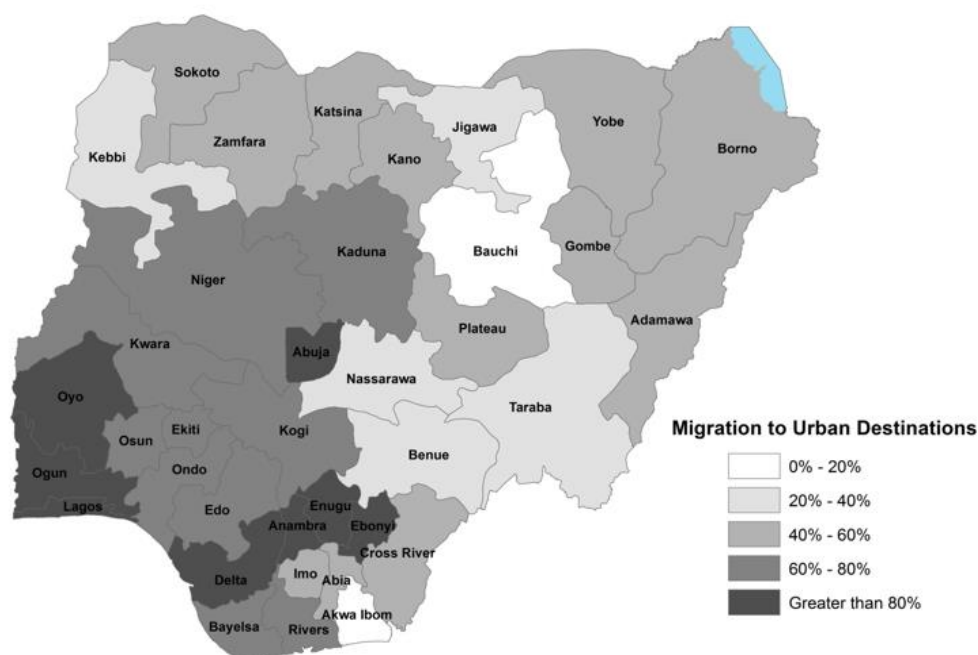 Sokoto
Katsina
Yobe
Jigawa
Borno
Zamfara
Kebbi
Kano
Kaduna
Bauchi
Gombe
Niger
Adamawa
Plateau
Kwara
Abuja
Nassarawa
Oyo
Taraba
Migration to Urban Destinations
Ekiti
Kogi
Osun
Benue
0% - 20%
Ogun
Ondo
20% - 40%
Lagos
Edo
Enugu
Anambra
Ebonyi
40% - 60%
Cross River
60% - 80%
Imo
Abia
Delta
Greater than 80%
Akwa Ibom
Bayelsa
Rivers